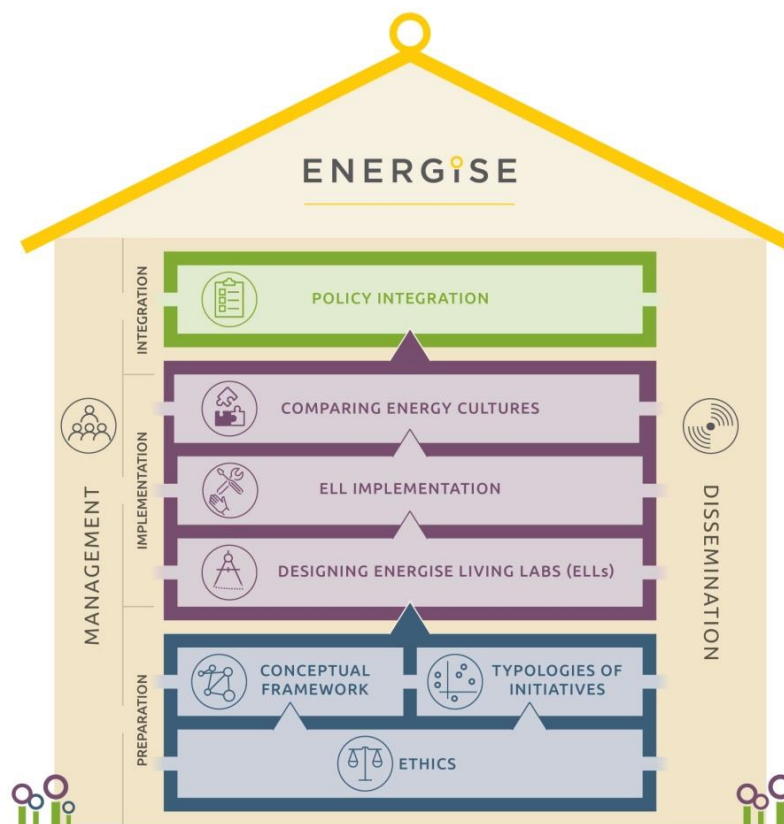 ENERGiSE
INTEGRATION
POLICY INTEGRATION
IMPLEMENTATION
COMPARING ENERGY CULTURES
ELL IMPLEMENTATION
DESIGNING ENERGISE LIVING LABS (ELLs)
MANAGEMENT
DISSEMINATION
PREPARATION
CONCEPTUAL
FRAMEWORK
TYPOLOGIES OF
INITIATIVES
ETHICS